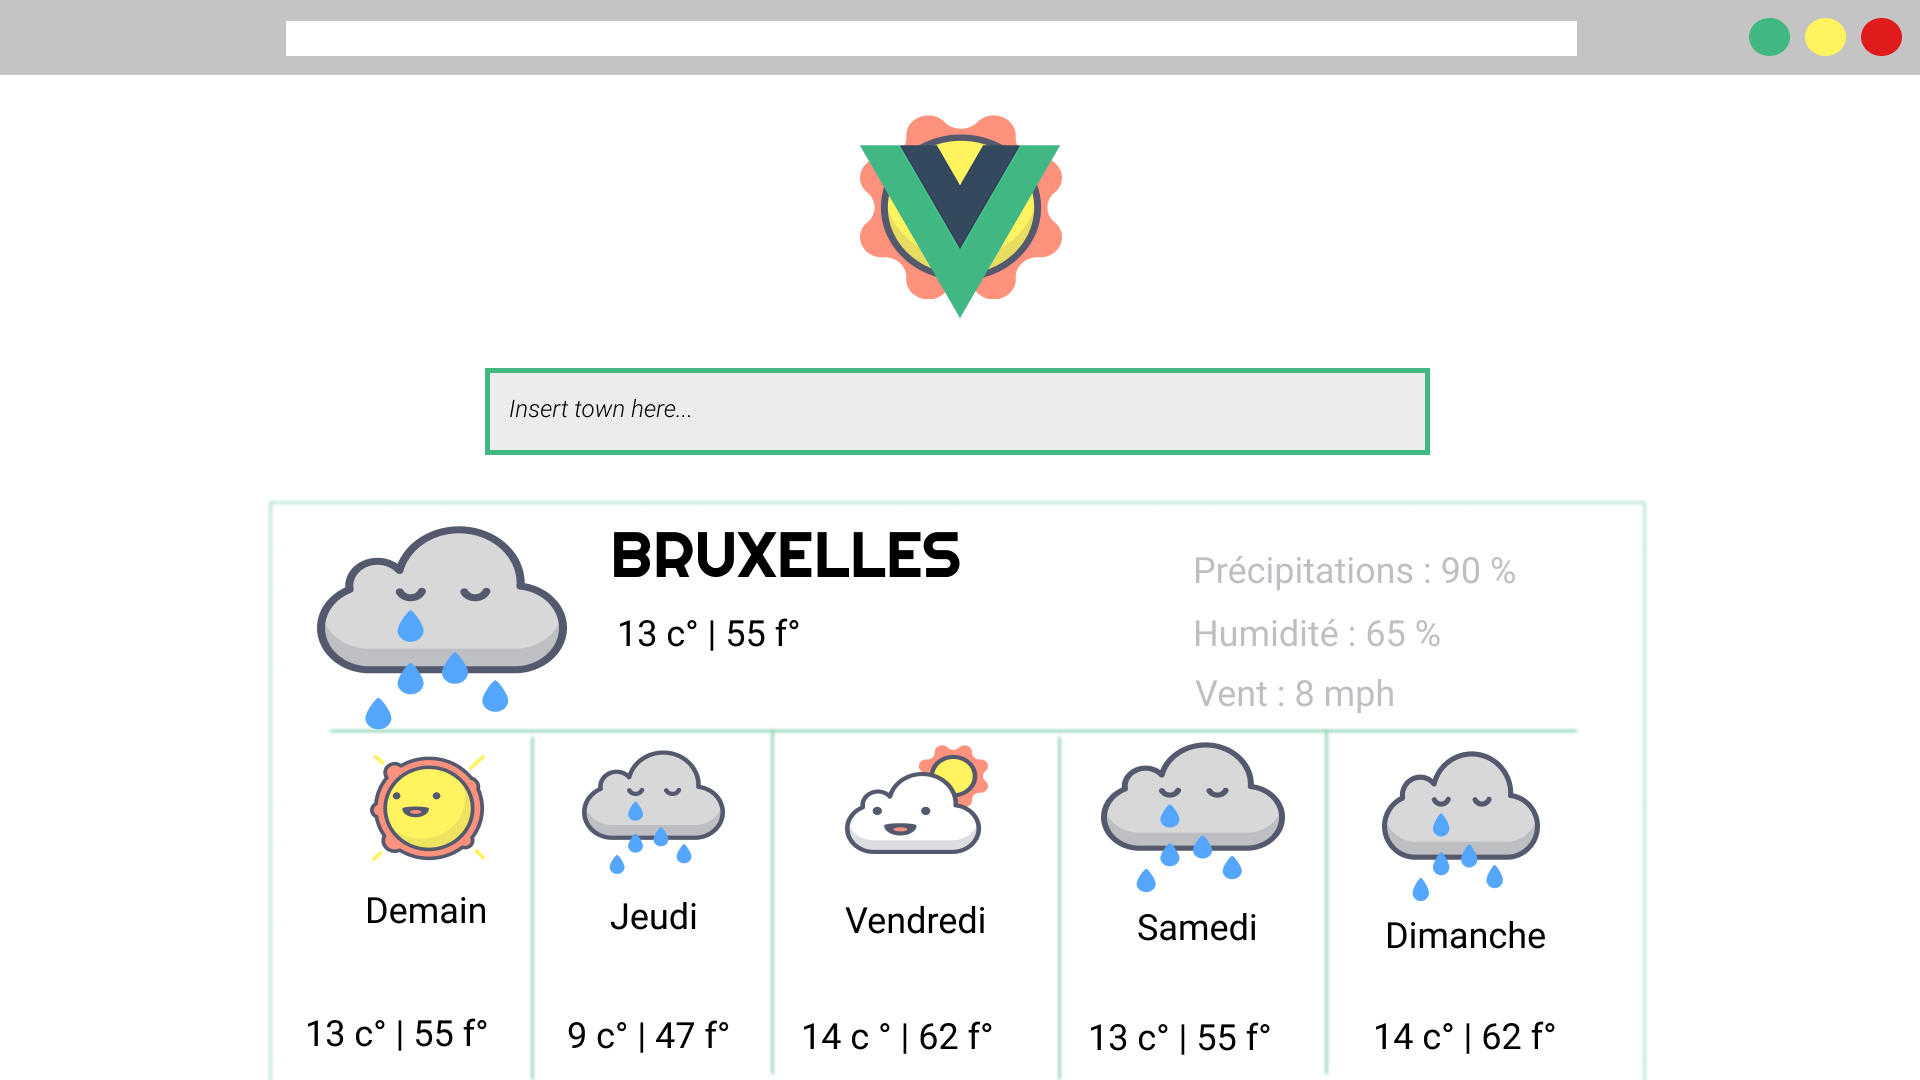 Insert town here...
BRUXELLES
13 c° | 55 f°
Précipitations : 90 %
Humidité : 65 %
Vent : 8 mph
Demain
Jeudi
Vendredi
Samedi
Dimanche
13 c° | 55 f°
9 c° | 47 f°
14 c ° | 62 f°
13 c° | 55 f°
14 c° | 62 f°